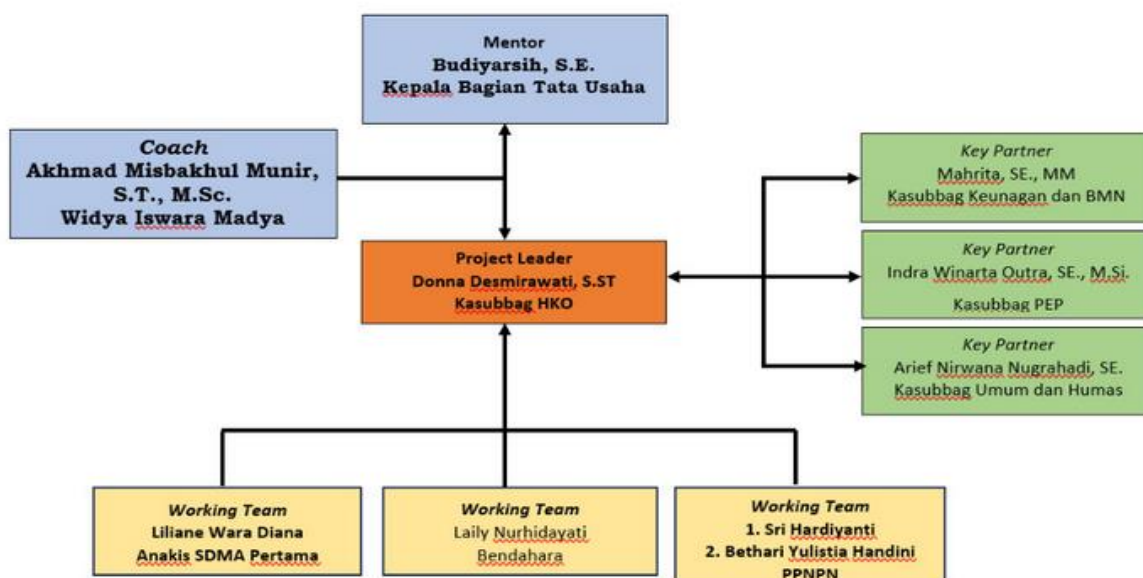 Mentor
Budiyarsih, S.E.
Kepala Bagian Tata Usaha
Coach
Akhmad Misbakhul Munir,
S.T., M.Sc.
Widya Iswara Madya
Key Partner
Mahrita, SE., MM
Kasubbag Keunagan dan BMN
Project Leader
Donna Desmirawati, S.ST
Kasubbag HKO
Key Partner
Indra Winarta Outra, SE., M.Si.
Kasubbag PEP
Key Partner
Arief Nirwana Nugrahadi, SE.
Kasubbag Umum dan Humas
Working Team
Liliane Wara Diana
Anakis SDMA Pertama
Working Team
Laily Nurhidayati
Bendahara
Working Team
1. Sri Hardiyanti
2. Bethari Yulistia Handini
PPNPN